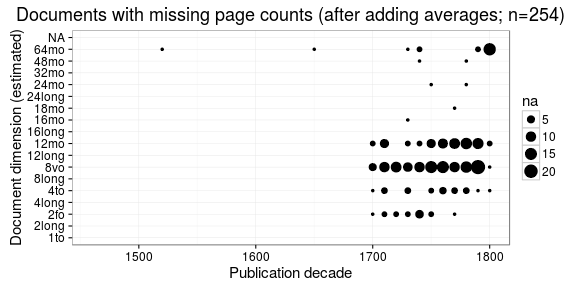 Documents with missing page counts (after adding averages; n=254)
Document dimension (estimated)
NA
64mo
48mo
32mo
24mo
24long
18mo
16mo
16long
12mo
12long
8vo
8long
4to
4long
2fo
2long
1to
1500
1600
1700
1800
Publication decade
na
5
10
15
20